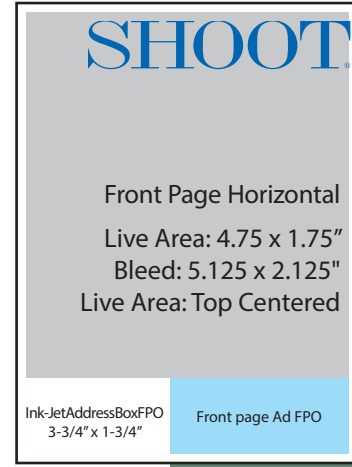 SHOOT®
Front Page Horizontal
Live Area: 4.75 x 1.75”
Bleed: 5.125 x 2.125"
Live Area: Top Centered
Ink-JetAddressBoxFPO
3-3/4” x 1-3/4”
Front page Ad FPO